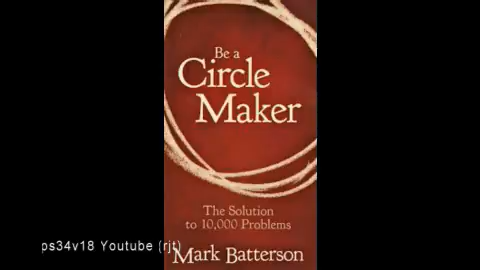 Be a
Circle
Maker
The Solution
to 10,000 Problems
Mark Batterson
ps34v18 Youtube (rjt)